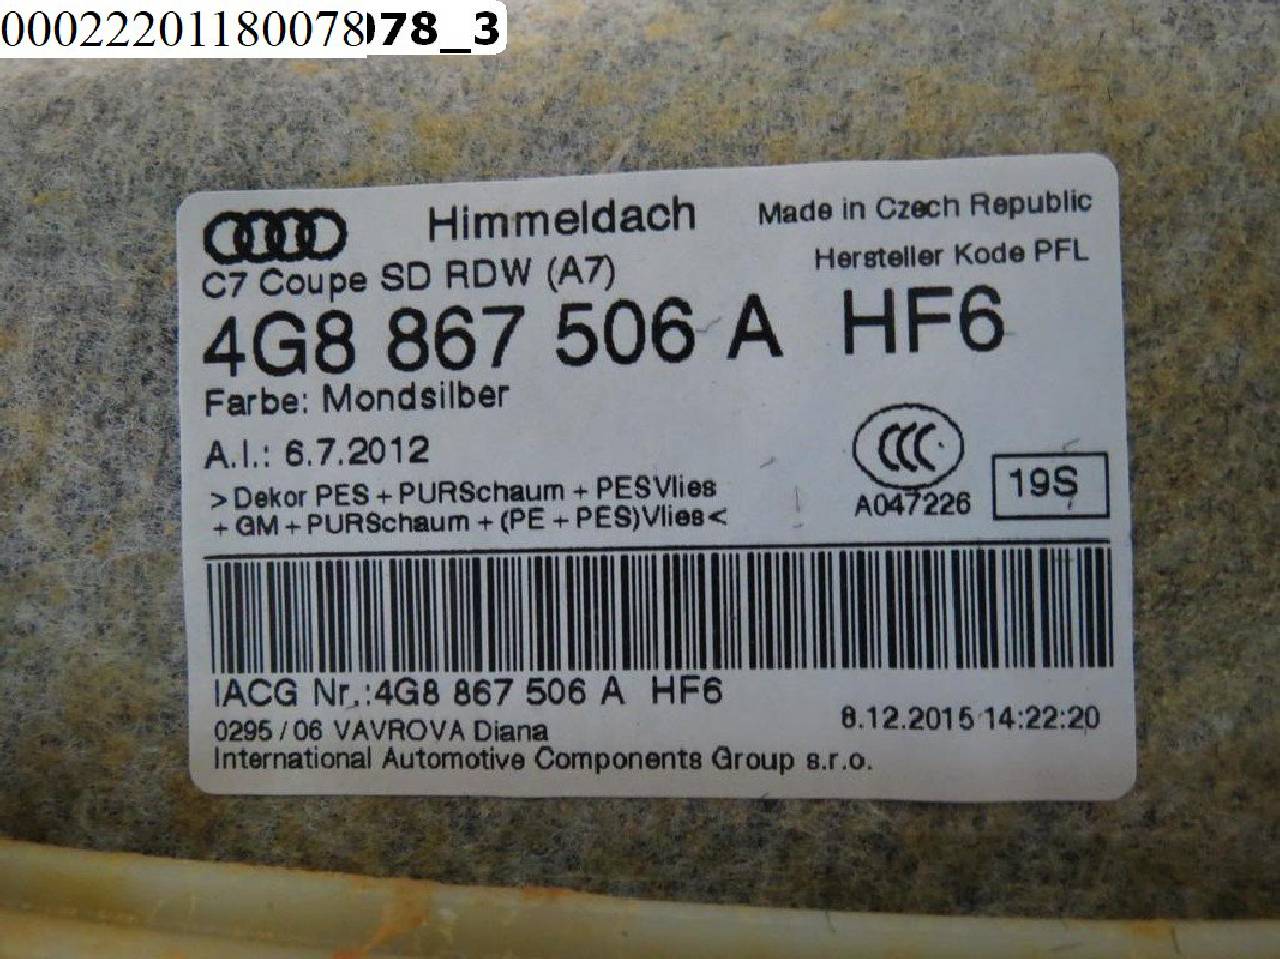 00022201180078078_3
Himmeldach
Made in Czech Republic
C7 Coupe SD RDW (A7)
Hersteller Kode PFL
4G8 867 506 A HF6
Farbe: Mondsilber
A.I.: 6.7.2012
CCC
A047226
19S
>Dekor PES + PURSchaum + PESVlies
+GM+PURSchaum +(PE + PES)Vlies<
IACG Nr.:4G8 867 506 A HF6
0295 / 06 VAVROVA Diana
8.12.2015 14:22:20
International Automotive Components Group s.r.o.